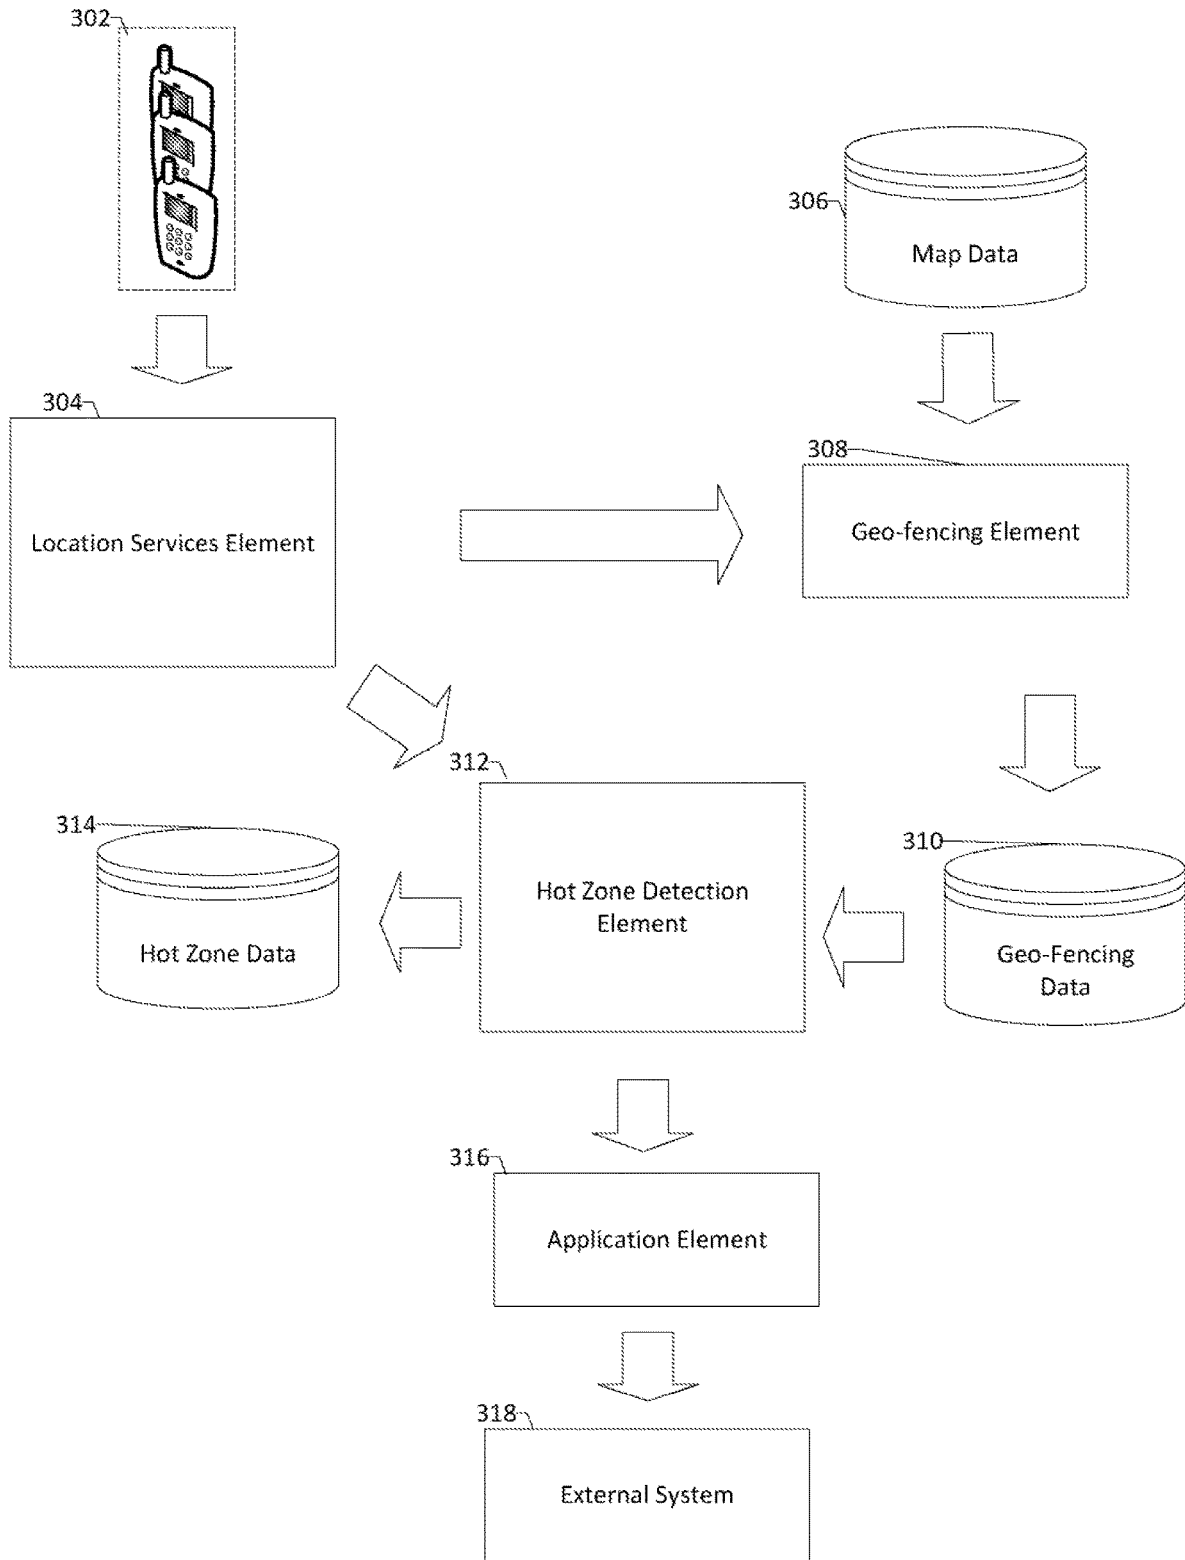 302
306
Map Data
304
Location Services Element
308
Geo-fencing Element
312
Hot Zone Detection
Element
314
Hot Zone Data
310
Geo-Fencing
Data
316
Application Element
318
External System